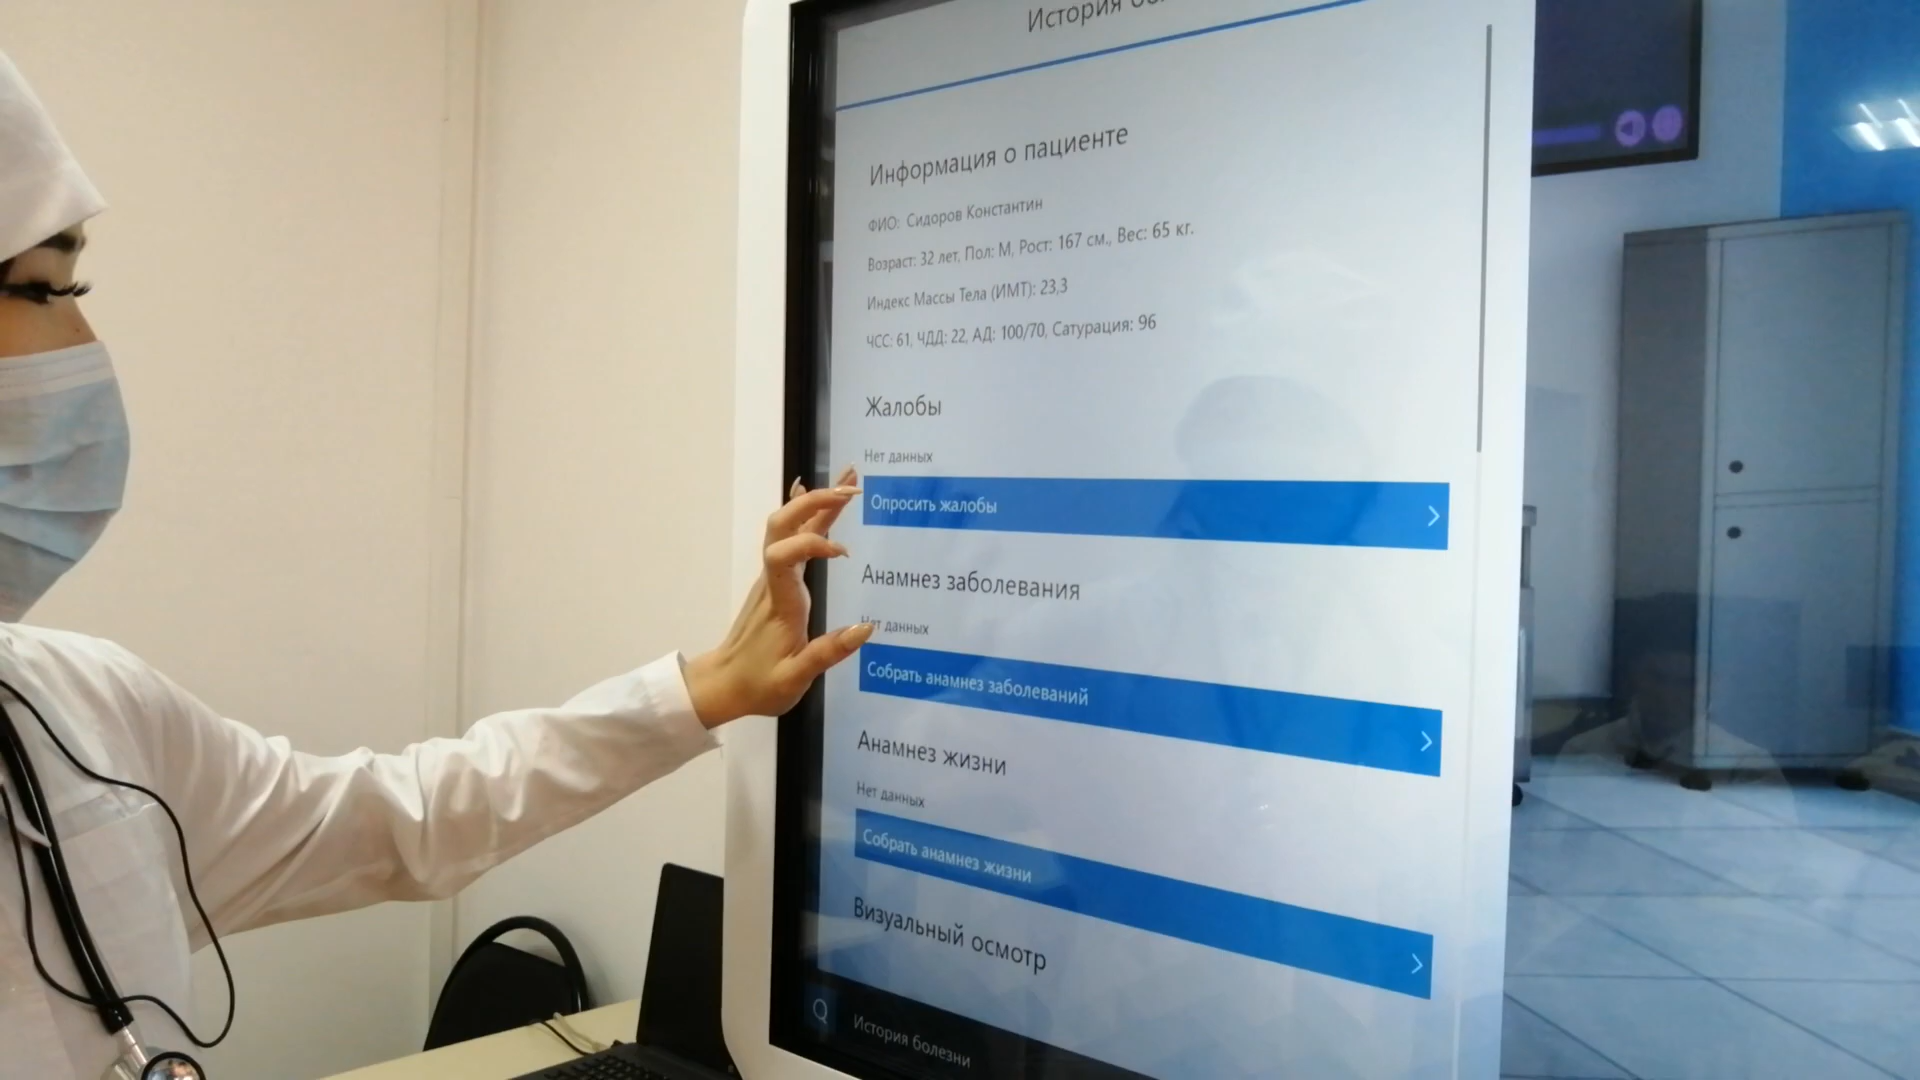 История
Информация о пациенте
ФИО: Сидоров Константин
Возраст: 32 лет, Пол: М, Рост: 167 см., Вес: 65 кг.
Индекс Массы Тела (ИМТ): 23,3
ЧСС: 61, ЧДД: 22, АД: 100/70, Сатурация: 96
Жалобы
Нет данных
Опросить жалобы
Анамнез заболевания
Нет данных
Собрать анамнез заболеваний
Анамнез жизни
Нет данных
Собрать анамнез жизни
Визуальный осмотр
История болезни